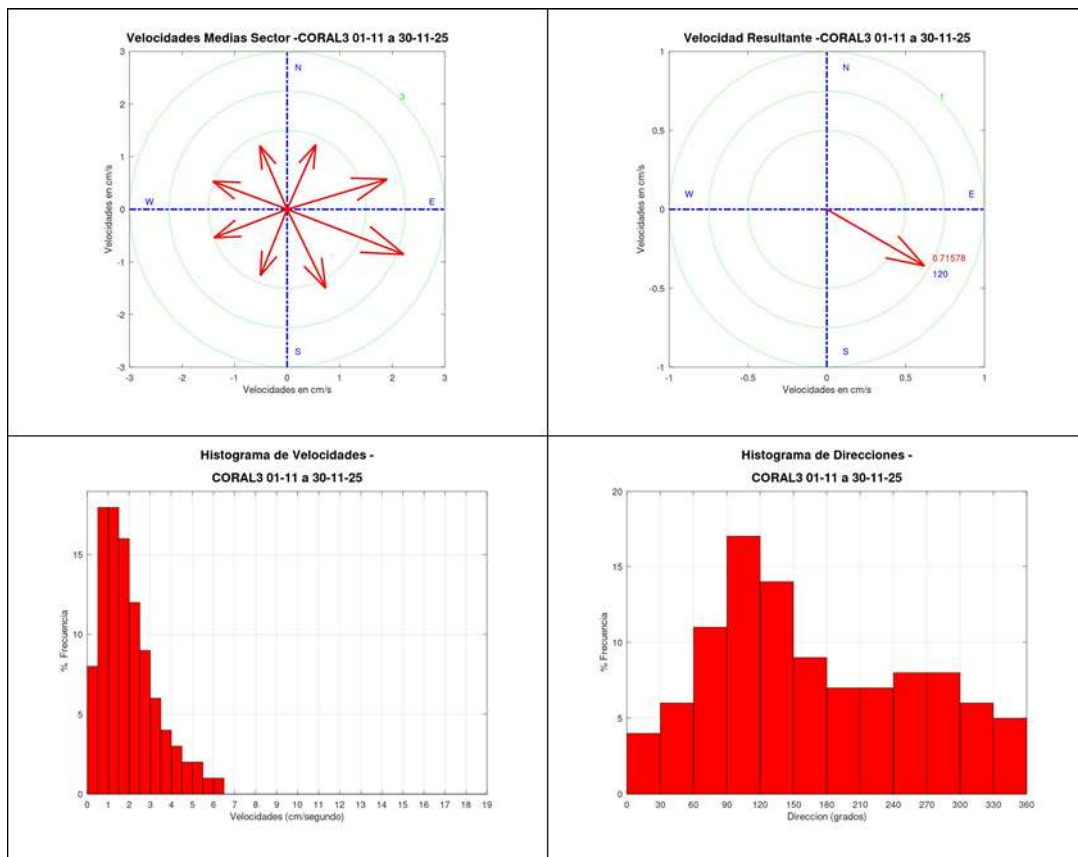 Velocidades Medias Sector -CORAL3 01-11 a 30-11-25
3
2
1
0
-1
-2
-3
Velocidades en cm/s
N
3
W
E
S
-3 -2 -1 0 1 2 3
Velocidades en cm/s
Velocidad Resultante -CORAL3 01-11 a 30-11-25
1
0.5
0
-0.5
-1
Velocidades en cm/s
N
1
W
E
0.71578
120
S
-1 -0.5 0 0.5 1
Velocidades en cm/s
Histograma de Velocidades -
CORAL3 01-11 a 30-11-25
15
10
5
0
% Frecuencia
0 1 2 3 4 5 6 7 8 9 10 11 12 13 14 15 16 17 18 19
Velocidades (cm/segundo)
Histograma de Direcciones -
CORAL3 01-11 a 30-11-25
20
15
10
5
0
% Frecuencia
0 30 60 90 120 150 180 210 240 270 300 330 360
Direccion (grados)